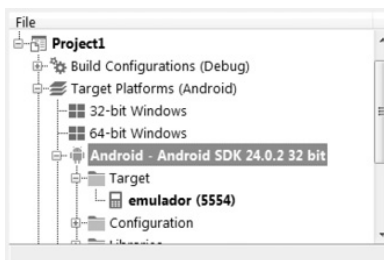 File
Project1
Build Configurations (Debug)
Target Platforms (Android)
32-bit Windows
64-bit Windows
Android - Android SDK 24.0.2 32 bit
Target
emulador (5554)
Configuration